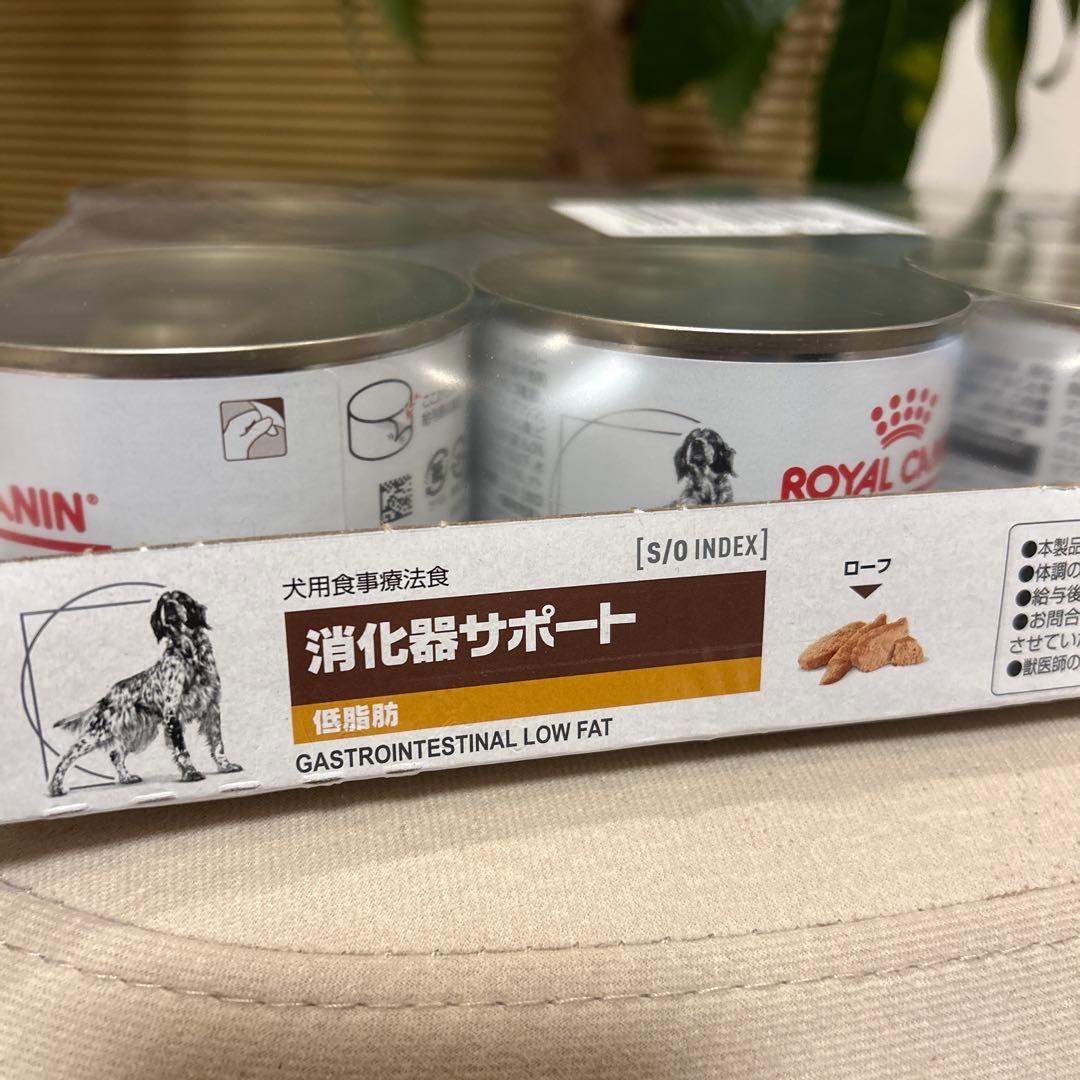 ANIN®
ROYAL CA
[S/O INDEX]
犬用食事療法食
消化器サポート
低脂肪
GASTROINTESTINAL LOW FAT
ローフ
●本製品
●体調の
●給与後
●お問合
させていた
●獣医師の